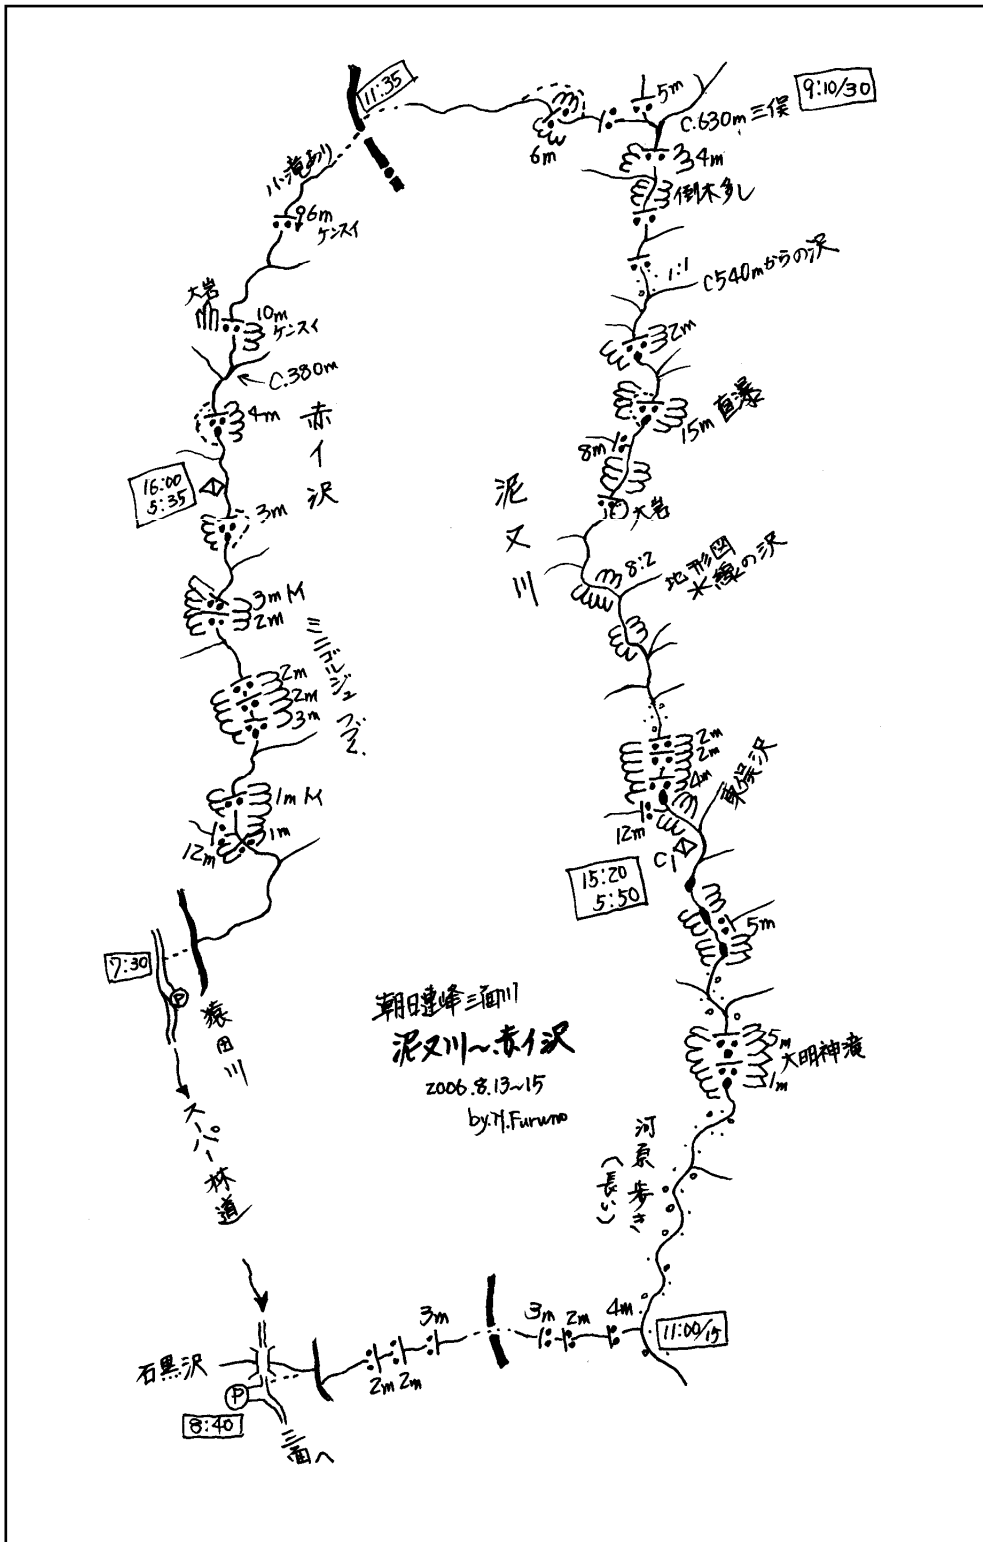 11:35
5m
9:10/30
C.630m 三俣
6m
4m
倒木多し
小滝あり
6m
ケンスイ
1:1
C540mからの沢
大岩
10m
ケンスイ
2m
C.380m
4m
赤イ沢
15m 直瀑
8m
16:00
5:35
泥又川
大岩
3m
8:2
地形図
水線の沢
3m M
2m
ミニゴルジュつづく
2m
2m
3m
2m
2m
4m
東俣沢
1m M
1m
12m
12m
C1
15:20
5:50
5m
7:30
P
猿田川
朝日連峰三面川
泥又川〜赤イ沢
2006.8.13~15
by.M.Furuno
5m
大明神滝
1m
スーパー林道
河原歩き
(長い)
3m
3m
2m
4m
11:00/15
石黒沢
2m
2m
P
8:40
三面へ